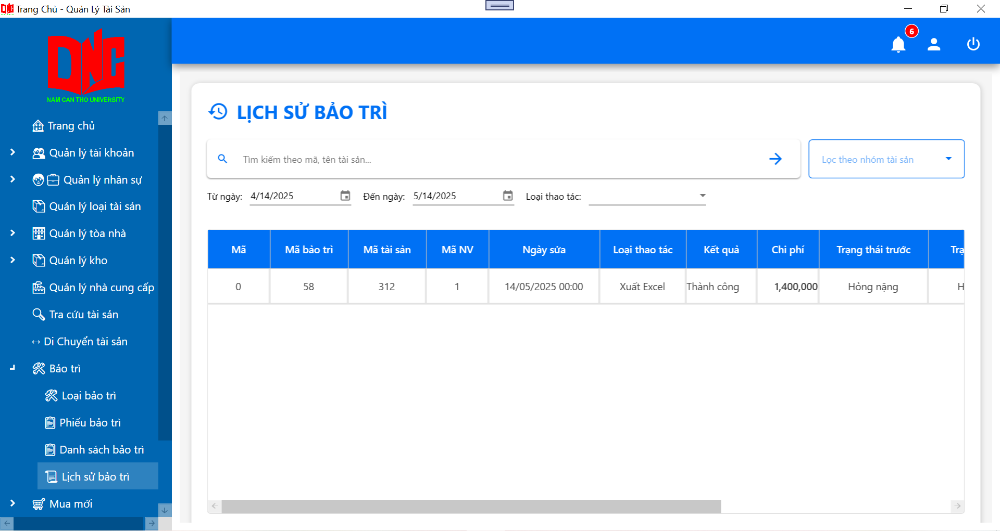 Trang Chủ - Quản Lý Tài Sản
DNC
NAM CAN THO UNIVERSITY
6
Trang chủ
Quản lý tài khoản
Quản lý nhân sự
Quản lý loại tài sản
Quản lý tòa nhà
Quản lý kho
Quản lý nhà cung cấp
Tra cứu tài sản
Di Chuyển tài sản
Bảo trì
Loại bảo trì
Phiếu bảo trì
Danh sách bảo trì
Lịch sử bảo trì
Mua mới
LỊCH SỬ BẢO TRÌ
Tìm kiếm theo mã, tên tài sản...
Lọc theo nhóm tài sản
Từ ngày: 4/14/2025 Đến ngày: 5/14/2025 Loại thao tác:
Mã Mã bảo trì Mã tài sản Mã NV Ngày sửa Loại thao tác Kết quả Chi phí Trạng thái trước Trạ
0 58 312 1 14/05/2025 00:00 Xuất Excel Thành công 1,400,000 Hỏng nặng H